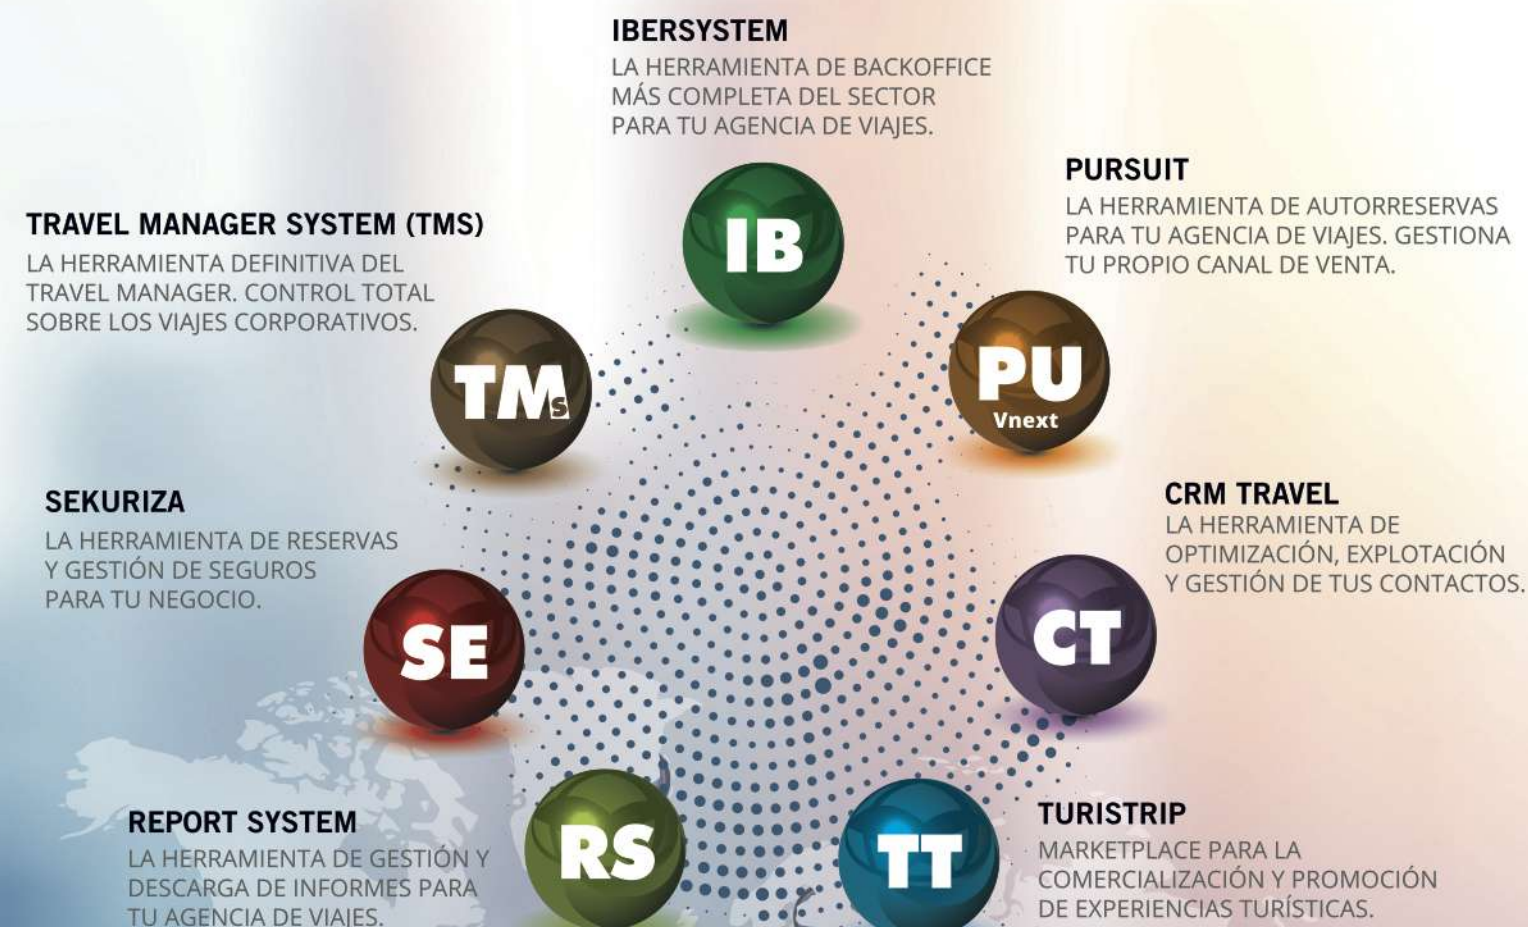 IBERSYSTEM
LA HERRAMIENTA DE BACKOFFICE
MÁS COMPLETA DEL SECTOR
PARA TU AGENCIA DE VIAJES.
IB
PURSUIT
LA HERRAMIENTA DE AUTORRESERVAS
PARA TU AGENCIA DE VIAJES. GESTIONA
TU PROPIO CANAL DE VENTA.
PU
Vnext
TRAVEL MANAGER SYSTEM (TMS)
LA HERRAMIENTA DEFINITIVA DEL
TRAVEL MANAGER. CONTROL TOTAL
SOBRE LOS VIAJES CORPORATIVOS.
TMs
CRM TRAVEL
LA HERRAMIENTA DE
OPTIMIZACIÓN, EXPLOTACIÓN
Y GESTIÓN DE TUS CONTACTOS.
CT
SEKURIZA
LA HERRAMIENTA DE RESERVAS
Y GESTIÓN DE SEGUROS
PARA TU NEGOCIO.
SE
REPORT SYSTEM
LA HERRAMIENTA DE GESTIÓN Y
DESCARGA DE INFORMES PARA
TU AGENCIA DE VIAJES.
RS
TURISTRIP
MARKETPLACE PARA LA
COMERCIALIZACIÓN Y PROMOCIÓN
DE EXPERIENCIAS TURÍSTICAS.
TT